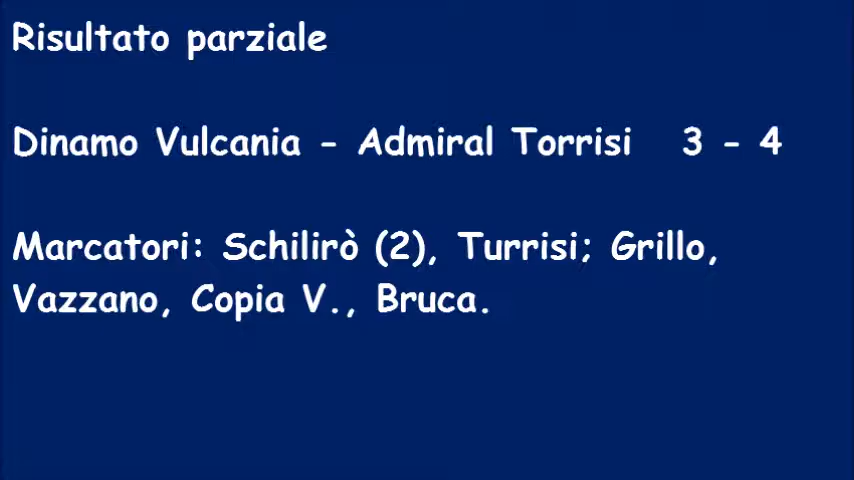 Risultato parziale
Dinamo Vulcania - Admiral Torrisi 3 - 4
Marcatori: Schilirò (2), Turrisi; Grillo,
Vazzano, Copia V., Bruca.